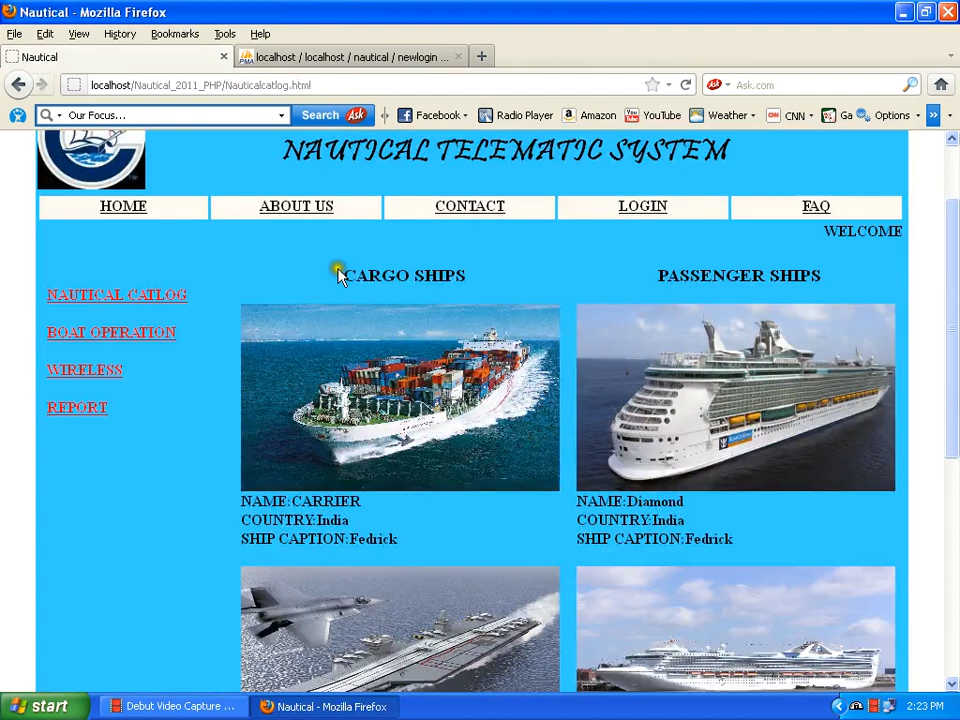 Nautical - Mozilla Firefox
File Edit View History Bookmarks Tools Help
Nautical
localhost / localhost / nautical / newlogin ...
localhost/Nautical_2011_PHP/Nauticalcatlog.html
Ask Ask.com
Our Focus...
Search Ask
Facebook
Radio Player
Amazon
YouTube
Weather
CNN
Ga
Options
NAUTICAL TELEMATIC SYSTEM
HOME
ABOUT US
CONTACT
LOGIN
FAQ
WELCOME
NAUTICAL CATLOG
BOAT OPERATION
WIRELESS
REPORT
CARGO SHIPS
PASSENGER SHIPS
NAME:CARRIER
COUNTRY:India
SHIP CAPTION:Fedrick
NAME:Diamond
COUNTRY:India
SHIP CAPTION:Fedrick
start
Debut Video Capture ...
Nautical - Mozilla Firefox
2:23 PM